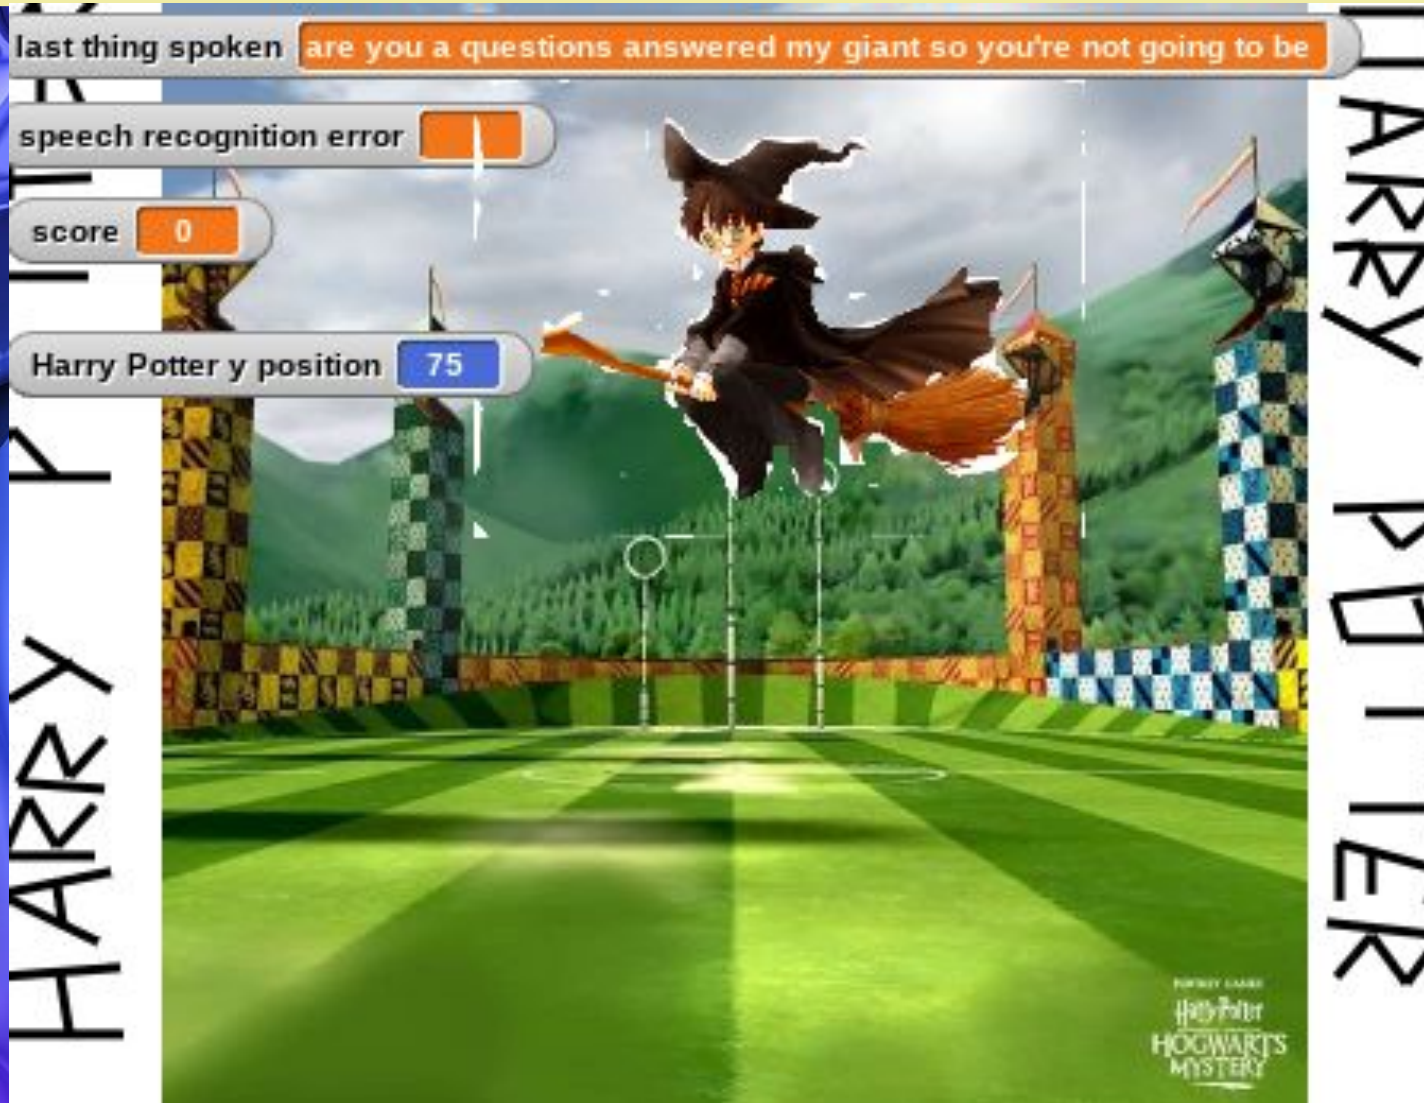 last thing spoken are you a questions answered my giant so you're not going to be
speech recognition error
score 0
Harry Potter y position 75
HARRY P
HARRY POTTER
Harry Potter
HOGWARTS
MYSTERY